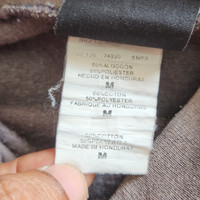 50%ALGODON
50%POLYESTER
HECHO EN HONDURAS
M
50%COTON
50%POLYESTER
FABRIQUE AU HONDURAS
M
50%COTTON
50%POLYESTER
MADE IN HONDURAS
M